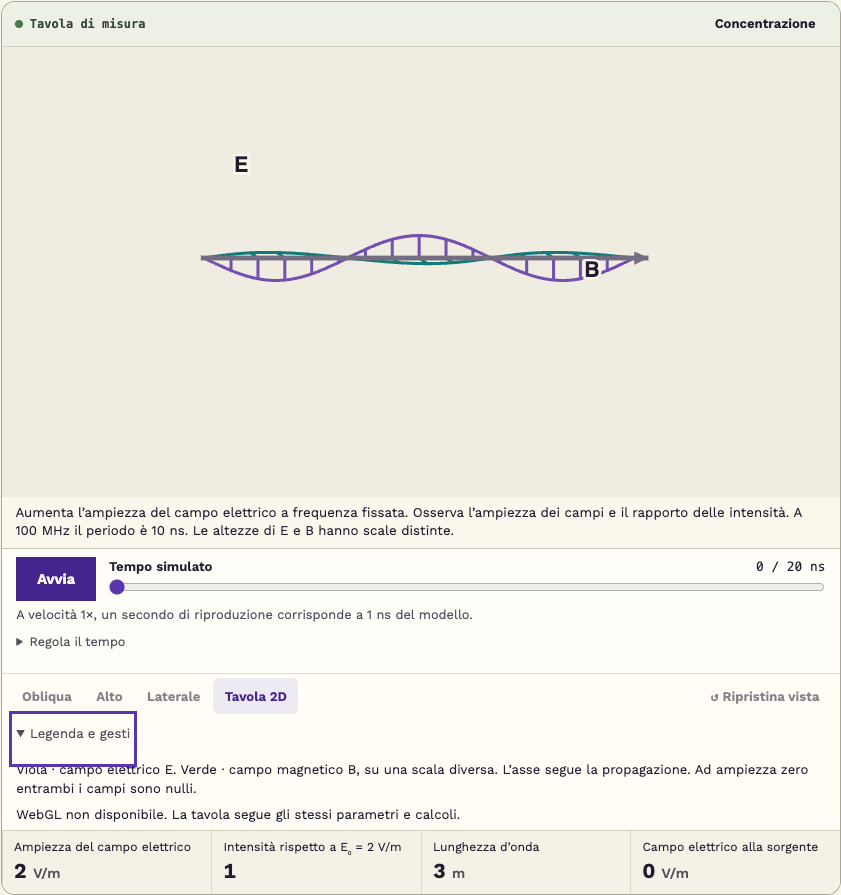 Tavola di misura
Concentrazione
E
B
Aumenta l’ampiezza del campo elettrico a frequenza fissata. Osserva l’ampiezza dei campi e il rapporto delle intensità. A
100 MHz il periodo è 10 ns. Le altezze di E e B hanno scale distinte.
Avvia
Tempo simulato
0 / 20 ns
A velocità 1×, un secondo di riproduzione corrisponde a 1 ns del modello.
▶ Regola il tempo
Obliqua
Alto
Laterale
Tavola 2D
↺ Ripristina vista
▼ Legenda e gesti
Viola · campo elettrico E. Verde · campo magnetico B, su una scala diversa. L’asse segue la propagazione. Ad ampiezza zero
entrambi i campi sono nulli.
WebGL non disponibile. La tavola segue gli stessi parametri e calcoli.
Ampiezza del campo elettrico
2 V/m
Intensità rispetto a E₀ = 2 V/m
1
Lunghezza d’onda
3 m
Campo elettrico alla sorgente
0 V/m